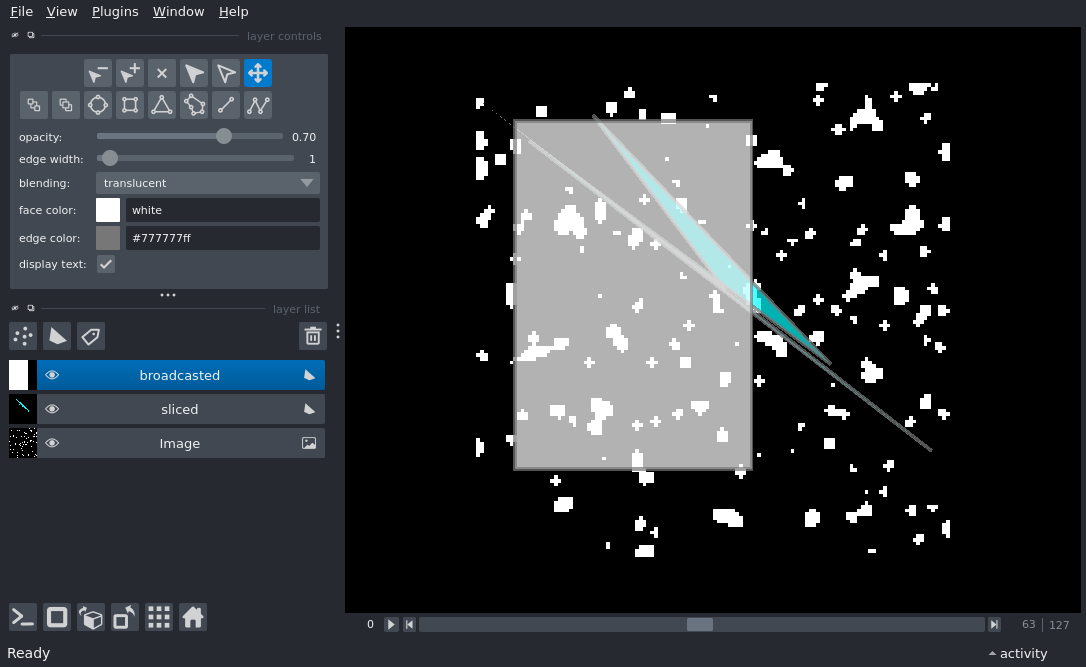 File View Plugins Window Help
layer controls
opacity: 0.70
edge width: 1
blending: translucent
face color: white
edge color: #777777ff
display text:
layer list
broadcasted
sliced
Image
0 63 127
Ready activity